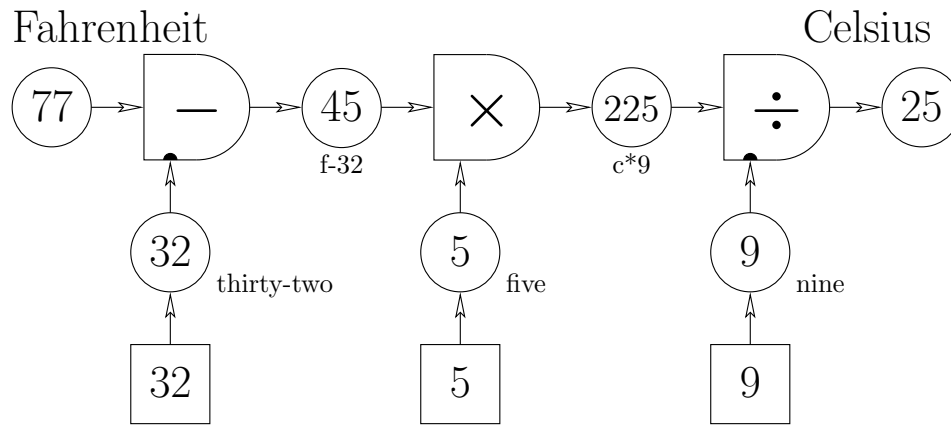 Fahrenheit Celsius
77 − 45 × 225 ÷ 25
f-32 c*9
32 5 9
thirty-two five nine
32 5 9